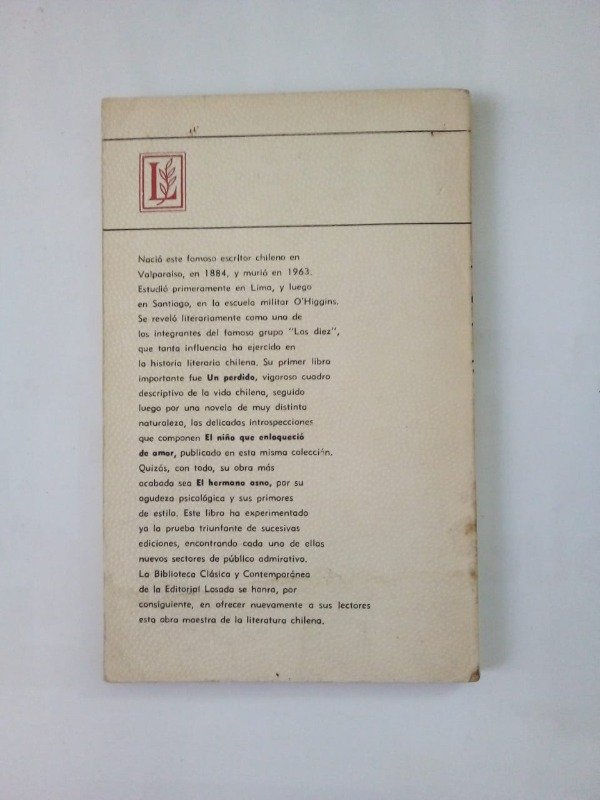 L
Nació este famoso escritor chileno en
Valparaíso, en 1884, y murió en 1963.
Estudió primeramente en Lima, y luego
en Santiago, en la escuela militar O'Higgins.
Se reveló literariamente como uno de
los integrantes del famoso grupo "Los diez",
que tanta influencia ha ejercido en
la historia literaria chilena. Su primer libro
importante fue Un perdido, vigoroso cuadro
descriptivo de la vida chilena, seguido
luego por una novela de muy distinta
naturaleza, las delicadas introspecciones
que componen El niño que enloqueció
de amor, publicado en esta misma colección.
Quizás, con todo, su obra más
acabada sea El hermano asno, por su
agudeza psicológica y sus primores
de estilo. Este libro ha experimentado
ya la prueba triunfante de sucesivas
ediciones, encontrando cada una de ellas
nuevos sectores de público admirativo.
La Biblioteca Clásica y Contemporánea
de la Editorial Losada se honra, por
consiguiente, en ofrecer nuevamente a sus lectores
esta obra maestra de la literatura chilena.